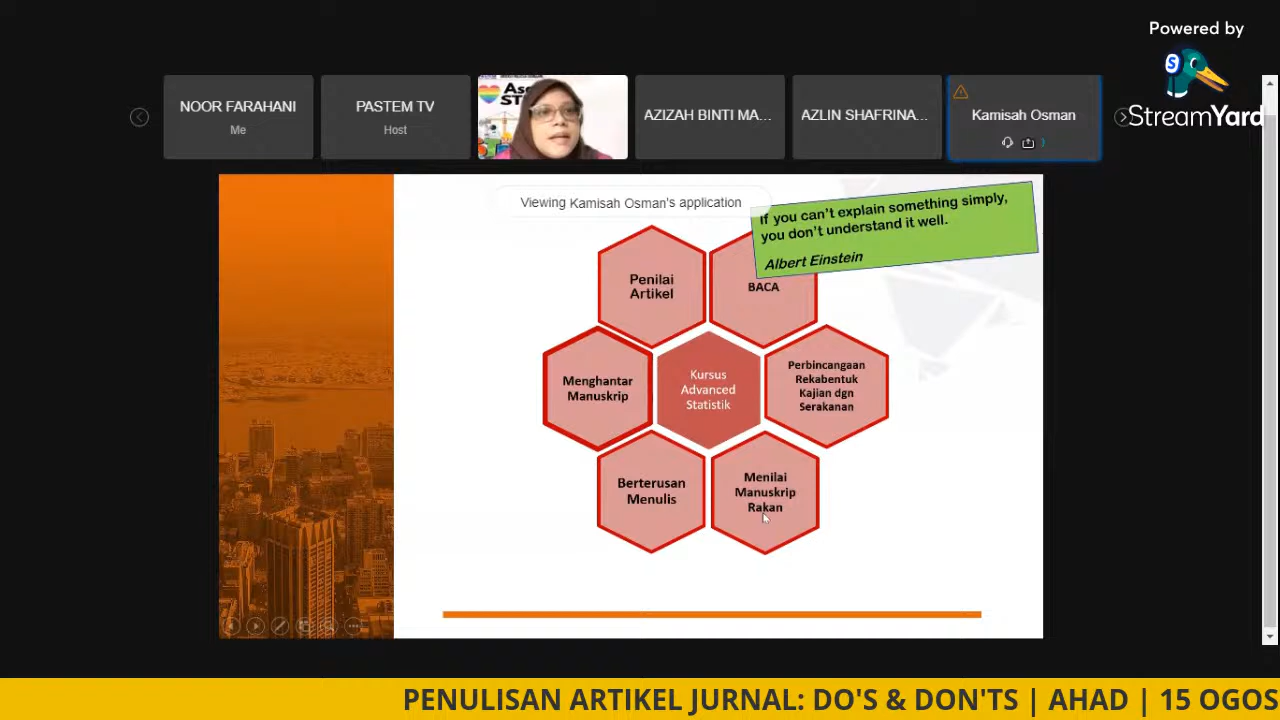 Powered by
StreamYard
NOOR FARAHANI
Me
PASTEM TV
Host
AZIZAH BINTI MA...
AZLIN SHAFRINA...
Kamisah Osman
Viewing Kamisah Osman's application
If you can't explain something simply,
you don't understand it well.
Albert Einstein
Penilai
Artikel
BACA
Menghantar
Manuskrip
Kursus
Advanced
Statistik
Perbincangaan
Rekabentuk
Kajian dgn
Serakanan
Berterusan
Menulis
Menilai
Manuskrip
Rakan
PENULISAN ARTIKEL JURNAL: DO'S & DON'TS | AHAD | 15 OGOS